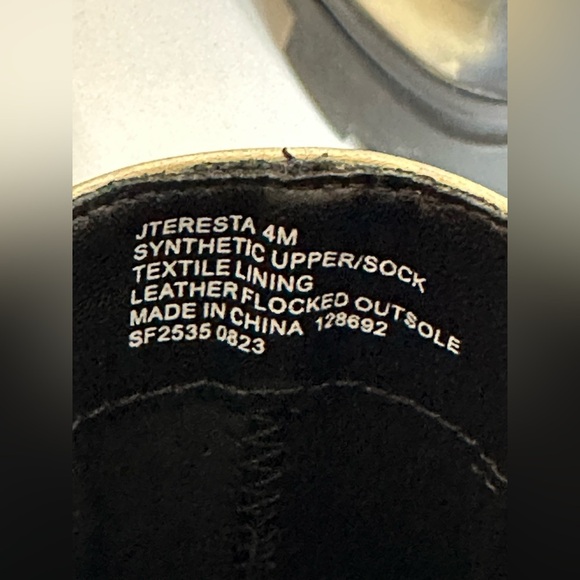 JTERESTA 4M
SYNTHETIC UPPER/SOCK
TEXTILE LINING
LEATHER FLOCKED OUTSOLE
MADE IN CHINA 128692
SF2535 0823